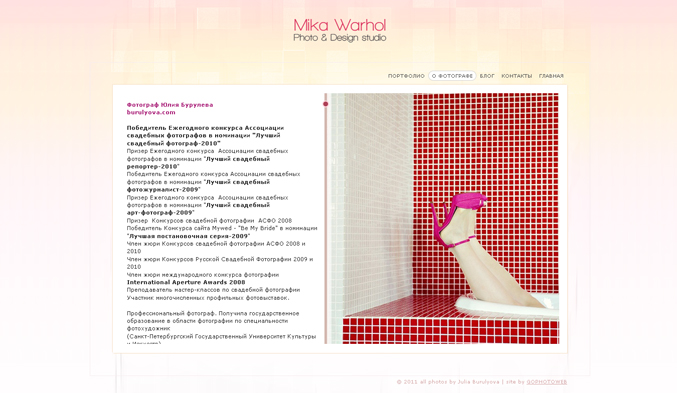 Mika Warhol
Photo & Design studio
ПОРТФОЛИО О ФОТОГРАФЕ БЛОГ КОНТАКТЫ ГЛАВНАЯ
Фотограф Юлия Бурулева
burulyova.com
Победитель Ежегодного конкурса Ассоциации
свадебных фотографов в номинации "Лучший
свадебный фотограф-2010"
Призер Ежегодного конкурса Ассоциации свадебных
фотографов в номинации "Лучший свадебный
репортер-2010"
Победитель Ежегодного конкурса Ассоциации свадебных
фотографов в номинации "Лучший свадебный
фотожурналист-2009"
Призер Ежегодного конкурса Ассоциации свадебных
фотографов в номинации "Лучший свадебный
арт-фотограф-2009"
Призер Конкурсов свадебной фотографии АСФО 2008
Победитель Конкурса сайта Mywed - "Be My Bride" в номинации
"Лучшая постановочная серия-2009"
Член жюри Конкурсов свадебной фотографии АСФО 2008 и
2010
Член жюри Конкурсов Русской Свадебной Фотографии 2009 и
2010
Член жюри международного конкурса фотографии
International Aperture Awards 2008
Преподаватель мастер-классов по свадебной фотографии
Участник многочисленных профильных фотовыставок.
Профессиональный фотограф. Получила государственное
образование в области фотографии по специальности
фотохудожник
(Санкт-Петербургский Государственный Университет Культуры
и Искусств)
© 2011 all photos by Julia Burulyova | site by GOPHOTOWEB